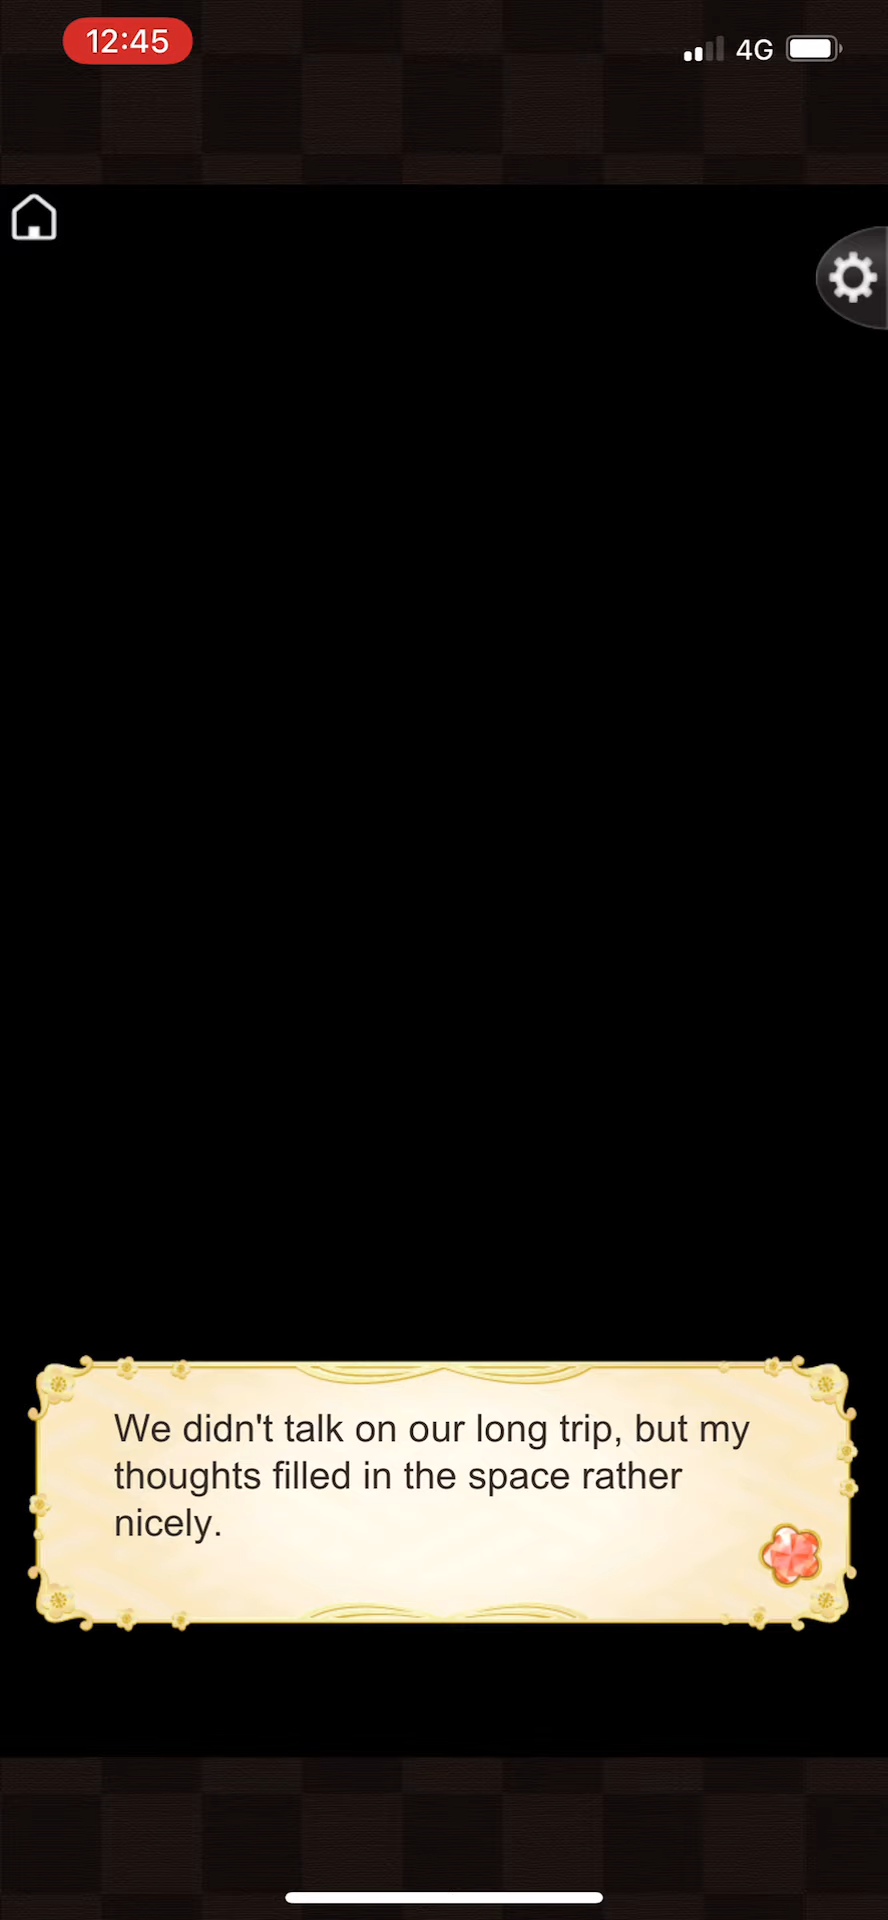 12:45
4G
We didn't talk on our long trip, but my
thoughts filled in the space rather
nicely.